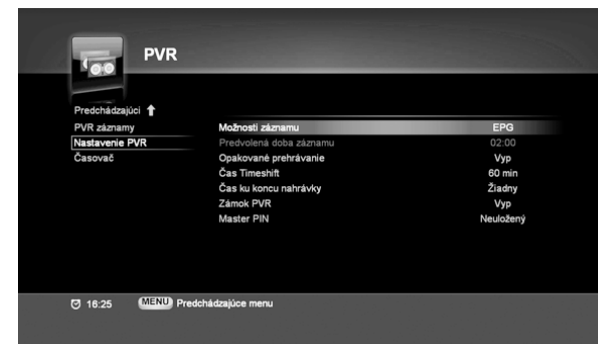 PVR
Predchádzajúci
PVR záznamy
Nastavenie PVR
Časovač
Možnosti záznamu EPG
Predvolená doba záznamu 02:00
Opakované prehrávanie Vyp
Čas Timeshift 60 min
Čas ku koncu nahrávky Žiadny
Zámok PVR Vyp
Master PIN Neuložený
16:25 MENU Predchádzajúce menu